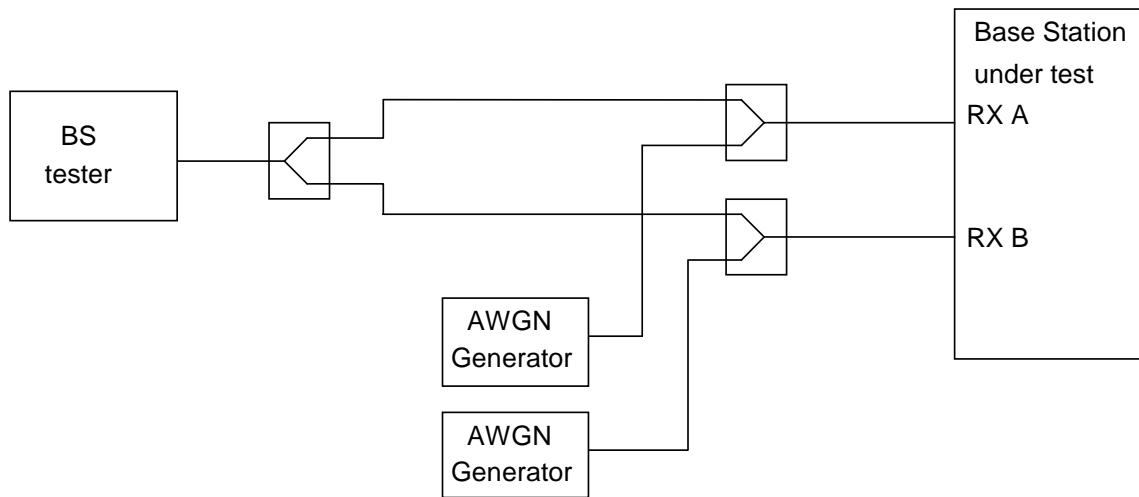 BS
tester
AWGN
Generator
AWGN
Generator
Base Station
under test
RX A
RX B